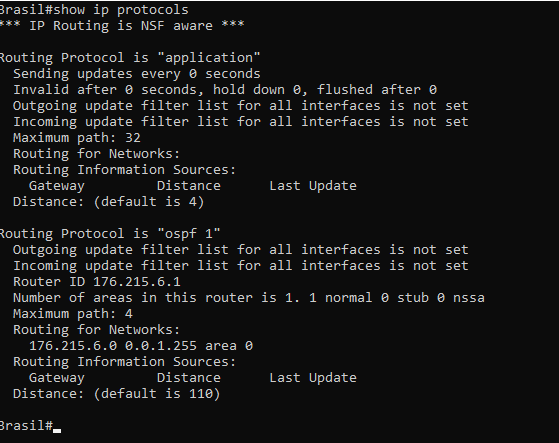 Brasil#show ip protocols
*** IP Routing is NSF aware ***
Routing Protocol is "application"
Sending updates every 0 seconds
Invalid after 0 seconds, hold down 0, flushed after 0
Outgoing update filter list for all interfaces is not set
Incoming update filter list for all interfaces is not set
Maximum path: 32
Routing for Networks:
Routing Information Sources:
Gateway Distance Last Update
Distance: (default is 4)
Routing Protocol is "ospf 1"
Outgoing update filter list for all interfaces is not set
Incoming update filter list for all interfaces is not set
Router ID 176.215.6.1
Number of areas in this router is 1. 1 normal 0 stub 0 nssa
Maximum path: 4
Routing for Networks:
176.215.6.0 0.0.1.255 area 0
Routing Information Sources:
Gateway Distance Last Update
Distance: (default is 110)
Brasil#